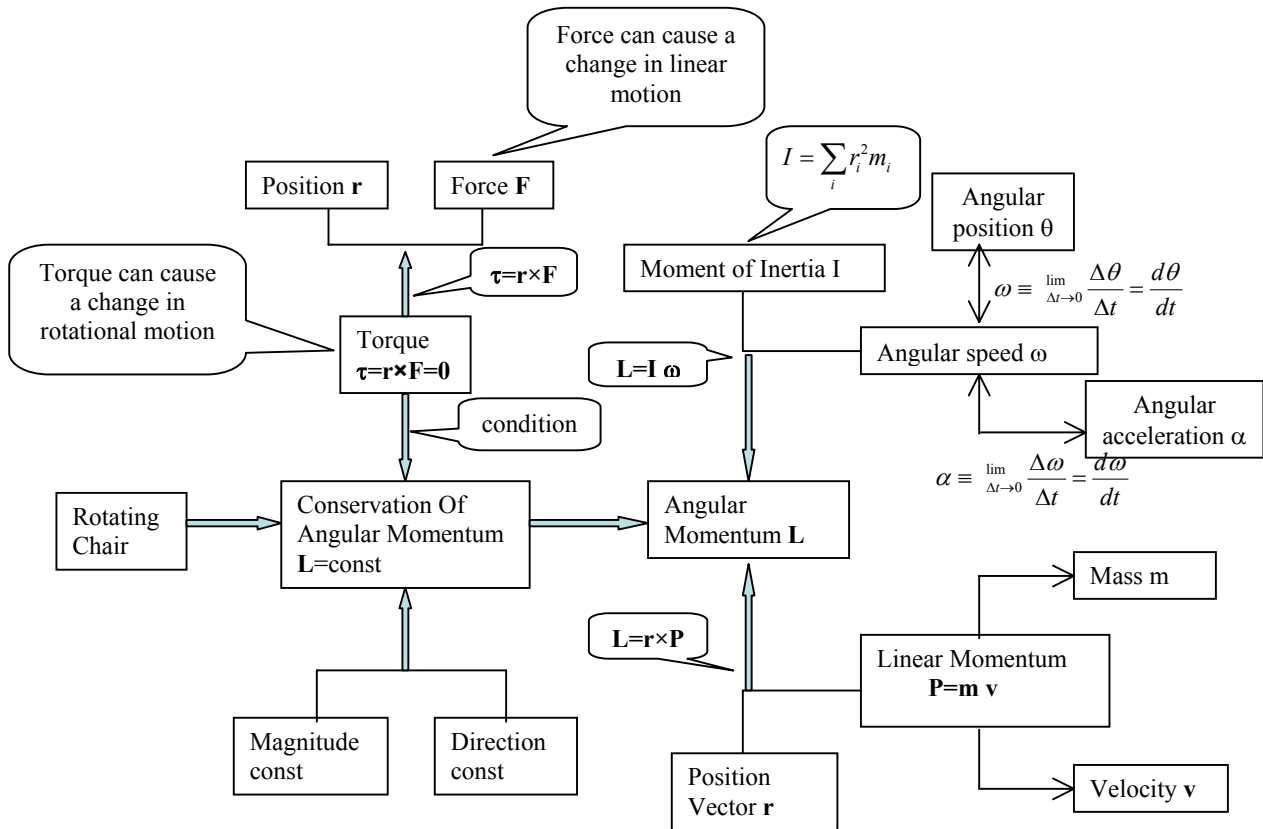 Force can cause a
change in linear
motion
I = ∑ᵢ rᵢ² mᵢ
Position r
Force F
Angular
position θ
Torque can cause
a change in
rotational motion
τ=r×F
Moment of Inertia I
ω ≡ lim Δt→0 Δθ/Δt = dθ/dt
Torque
τ=r×F=0
L=I ω
Angular speed ω
condition
Angular
acceleration α
α ≡ lim Δt→0 Δω/Δt = dω/dt
Rotating
Chair
Conservation Of
Angular Momentum
L=const
Angular
Momentum L
Mass m
L=r×P
Linear Momentum
P=m v
Magnitude
const
Direction
const
Position
Vector r
Velocity v